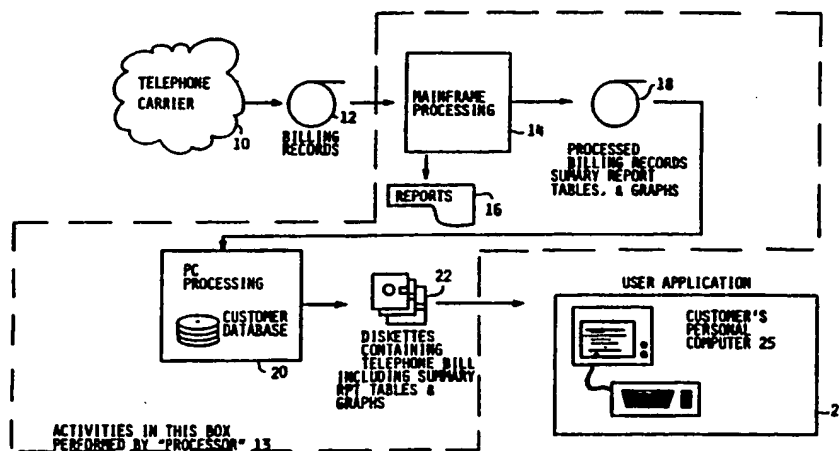 TELEPHONE
CARRIER
10
12
BILLING
RECORDS
MAINFRAME
PROCESSING
14
REPORTS
16
18
PROCESSED
BILLING RECORDS
SUMARY REPORT
TABLES, & GRAPHS
PC
PROCESSING
CUSTOMER
DATABASE
20
22
DISKETTES
CONTAINING
TELEPHONE BILL
INCLUDING SUMMARY
RPT TABLES &
GRAPHS
USER APPLICATION
CUSTOMER'S
PERSONAL
COMPUTER 25
2
ACTIVITIES IN THIS BOX
PERFORMED BY "PROCESSOR" 13